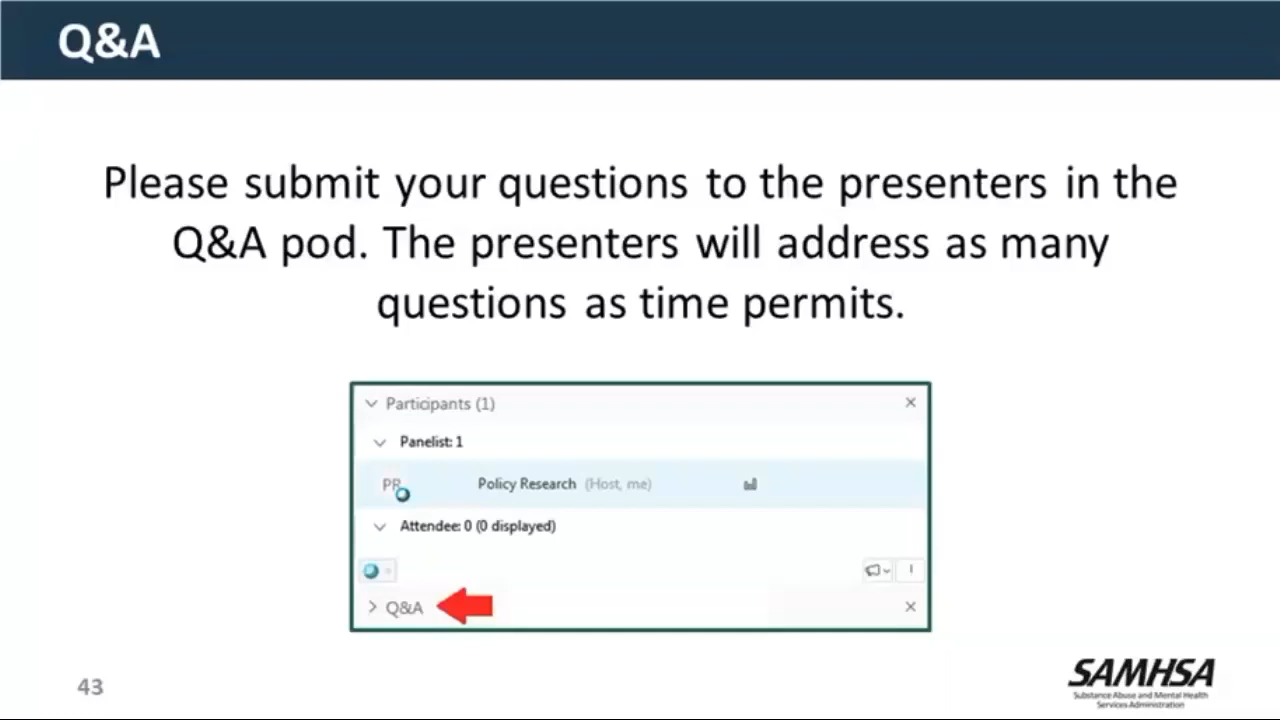 Q&A
Please submit your questions to the presenters in the
Q&A pod. The presenters will address as many
questions as time permits.
Participants (1)
Panelist: 1
PR Policy Research (Host, me)
Attendee: 0 (0 displayed)
Q&A
43
SAMHSA
Substance Abuse and Mental Health
Services Administration